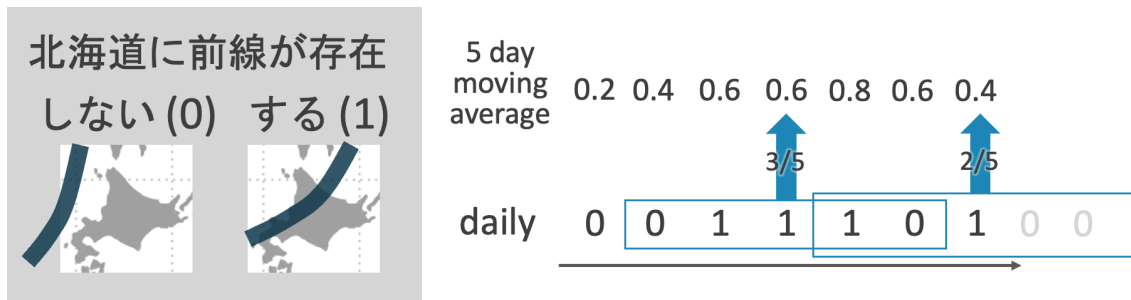 北海道に前線が存在
しない (0) する (1)
5 day
moving
average
0.2 0.4 0.6 0.6 0.8 0.6 0.4
3/5 2/5
daily 0 0 1 1 1 0 1 0 0